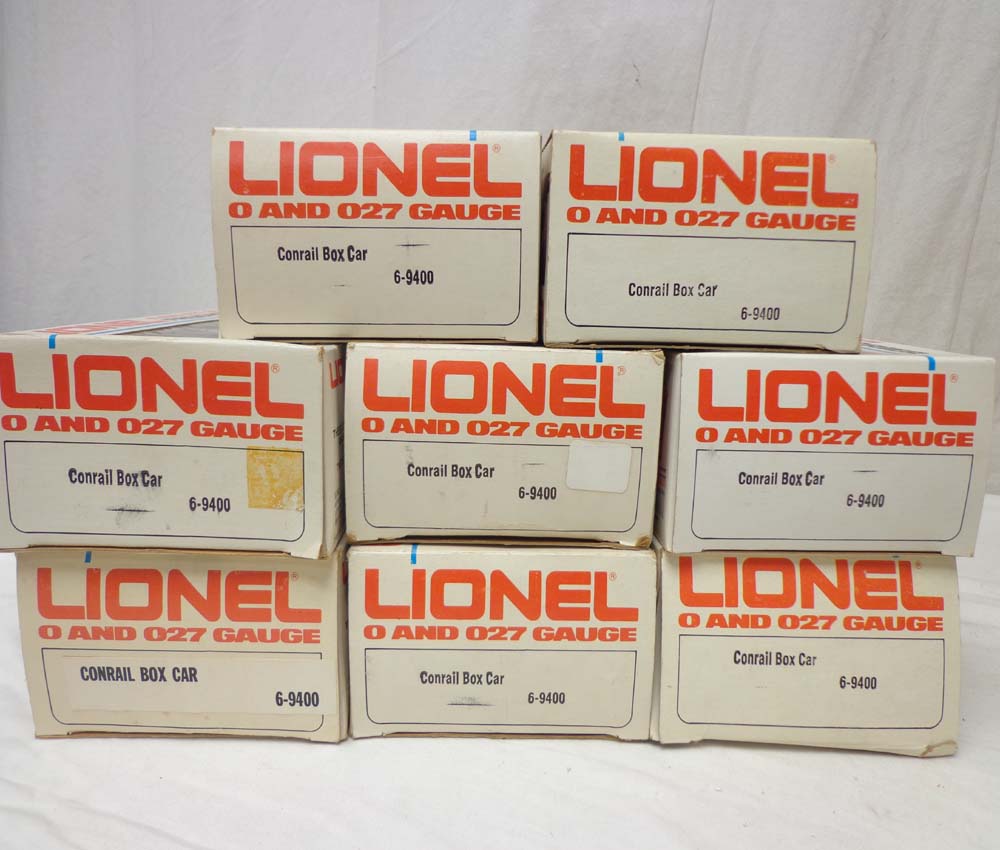 LIONEL®
O AND O27 GAUGE
Conrail Box Car
6-9400
LIONEL®
O AND O27 GAUGE
Conrail Box Car
6-9400
LIONEL®
O AND O27 GAUGE
Conrail Box Car
6-9400
LIONEL®
O AND O27 GAUGE
Conrail Box Car
6-9400
LIONEL®
O AND O27 GAUGE
Conrail Box Car
6-9400
LIONEL®
O AND O27 GAUGE
CONRAIL BOX CAR
6-9400
LIONEL®
O AND O27 GAUGE
Conrail Box Car
6-9400
LIONEL®
O AND O27 GAUGE
Conrail Box Car
6-9400